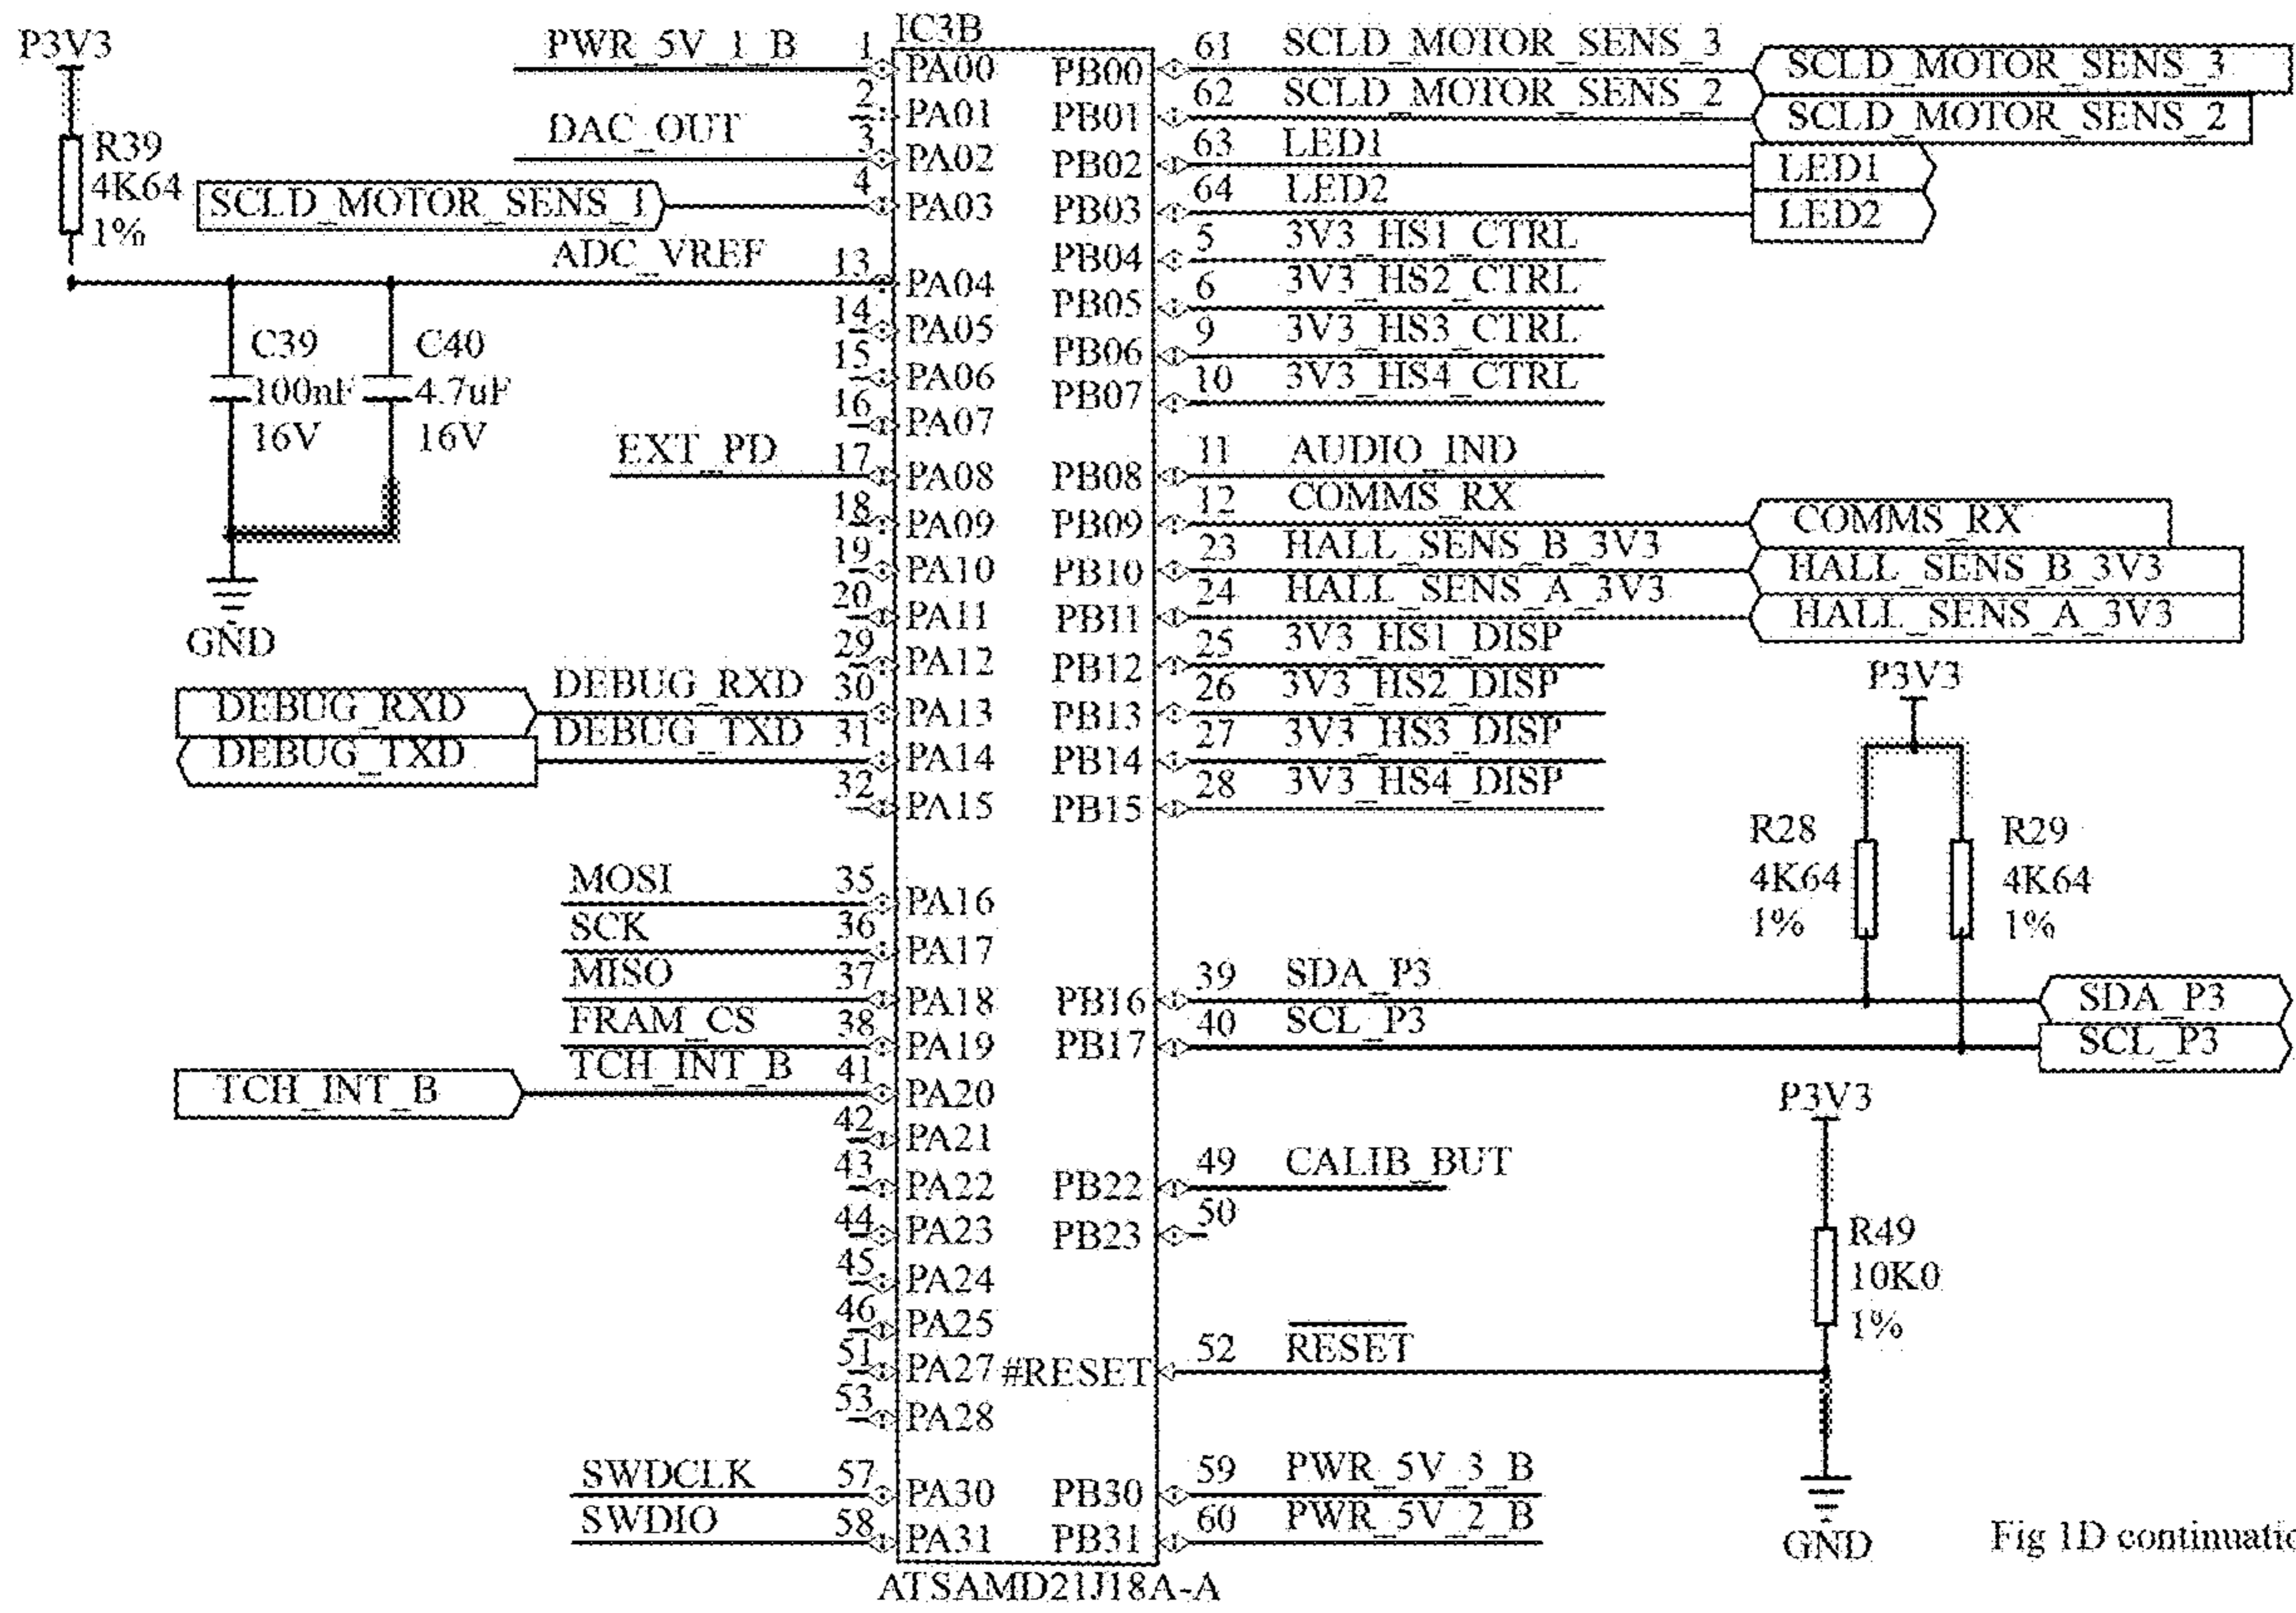 IC3B
P3V3
R39
4K64
1%
PWR_5V_1_B 1 PA00
2 PA01
DAC_OUT 3 PA02
SCLD_MOTOR_SENS_1 4 PA03
ADC_VREF 13 PA04
14 PA05
15 PA06
16 PA07
C39
100nF
16V
C40
4.7uF
16V
GND
EXT_PD 17 PA08
18 PA09
19 PA10
20 PA11
29 PA12
DEBUG_RXD DEBUG_RXD 30 PA13
DEBUG_TXD DEBUG_TXD 31 PA14
32 PA15
MOSI 35 PA16
SCK 36 PA17
MISO 37 PA18
FRAM_CS 38 PA19
TCH_INT_B TCH_INT_B 41 PA20
42 PA21
43 PA22
44 PA23
45 PA24
46 PA25
51 PA27
53 PA28
SWDCLK 57 PA30
SWDIO 58 PA31
PB00 61 SCLD_MOTOR_SENS_3 SCLD_MOTOR_SENS_3
PB01 62 SCLD_MOTOR_SENS_2 SCLD_MOTOR_SENS_2
PB02 63 LED1 LED1
PB03 64 LED2 LED2
PB04 5 3V3_HS1_CTRL
PB05 6 3V3_HS2_CTRL
PB06 9 3V3_HS3_CTRL
PB07 10 3V3_HS4_CTRL
PB08 11 AUDIO_IND
PB09 12 COMMS_RX COMMS_RX
PB10 23 HALL_SENS_B_3V3 HALL_SENS_B_3V3
PB11 24 HALL_SENS_A_3V3 HALL_SENS_A_3V3
PB12 25 3V3_HS1_DISP
PB13 26 3V3_HS2_DISP
PB14 27 3V3_HS3_DISP
PB15 28 3V3_HS4_DISP
P3V3
R28
4K64
1%
R29
4K64
1%
PB16 39 SDA_P3 SDA_P3
PB17 40 SCL_P3 SCL_P3
PB22 49 CALIB_BUT
PB23 50
P3V3
R49
10K0
1%
#RESET 52 RESET
GND
PB30 59 PWR_5V_3_B
PB31 60 PWR_5V_2_B
ATSAMD21J18A-A
Fig 1D